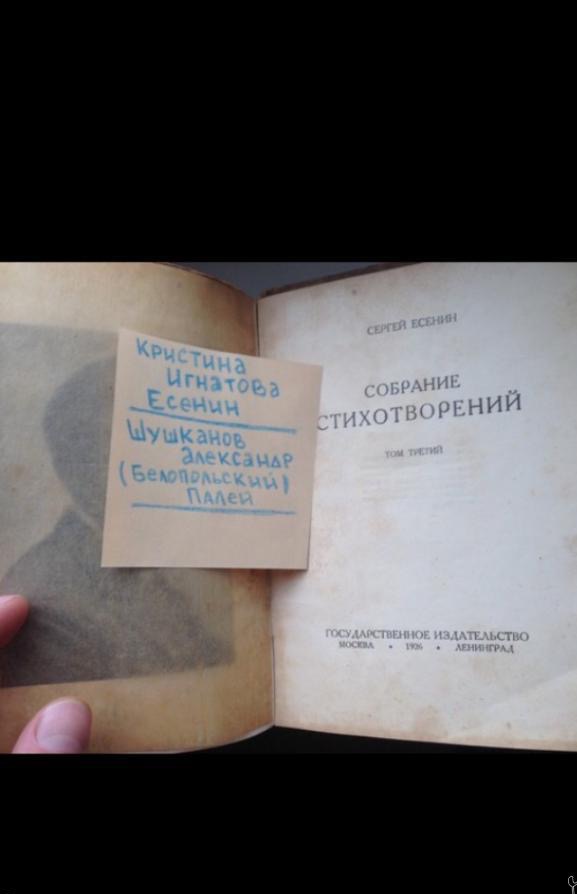 Кристина
Игнатова
Есенин
Шушканов
Александр
(Белопольский)
Палей
СЕРГЕЙ ЕСЕНИН
СОБРАНИЕ
СТИХОТВОРЕНИЙ
ТОМ ТРЕТИЙ
ГОСУДАРСТВЕННОЕ ИЗДАТЕЛЬСТВО
МОСКВА • 1926 • ЛЕНИНГРАД